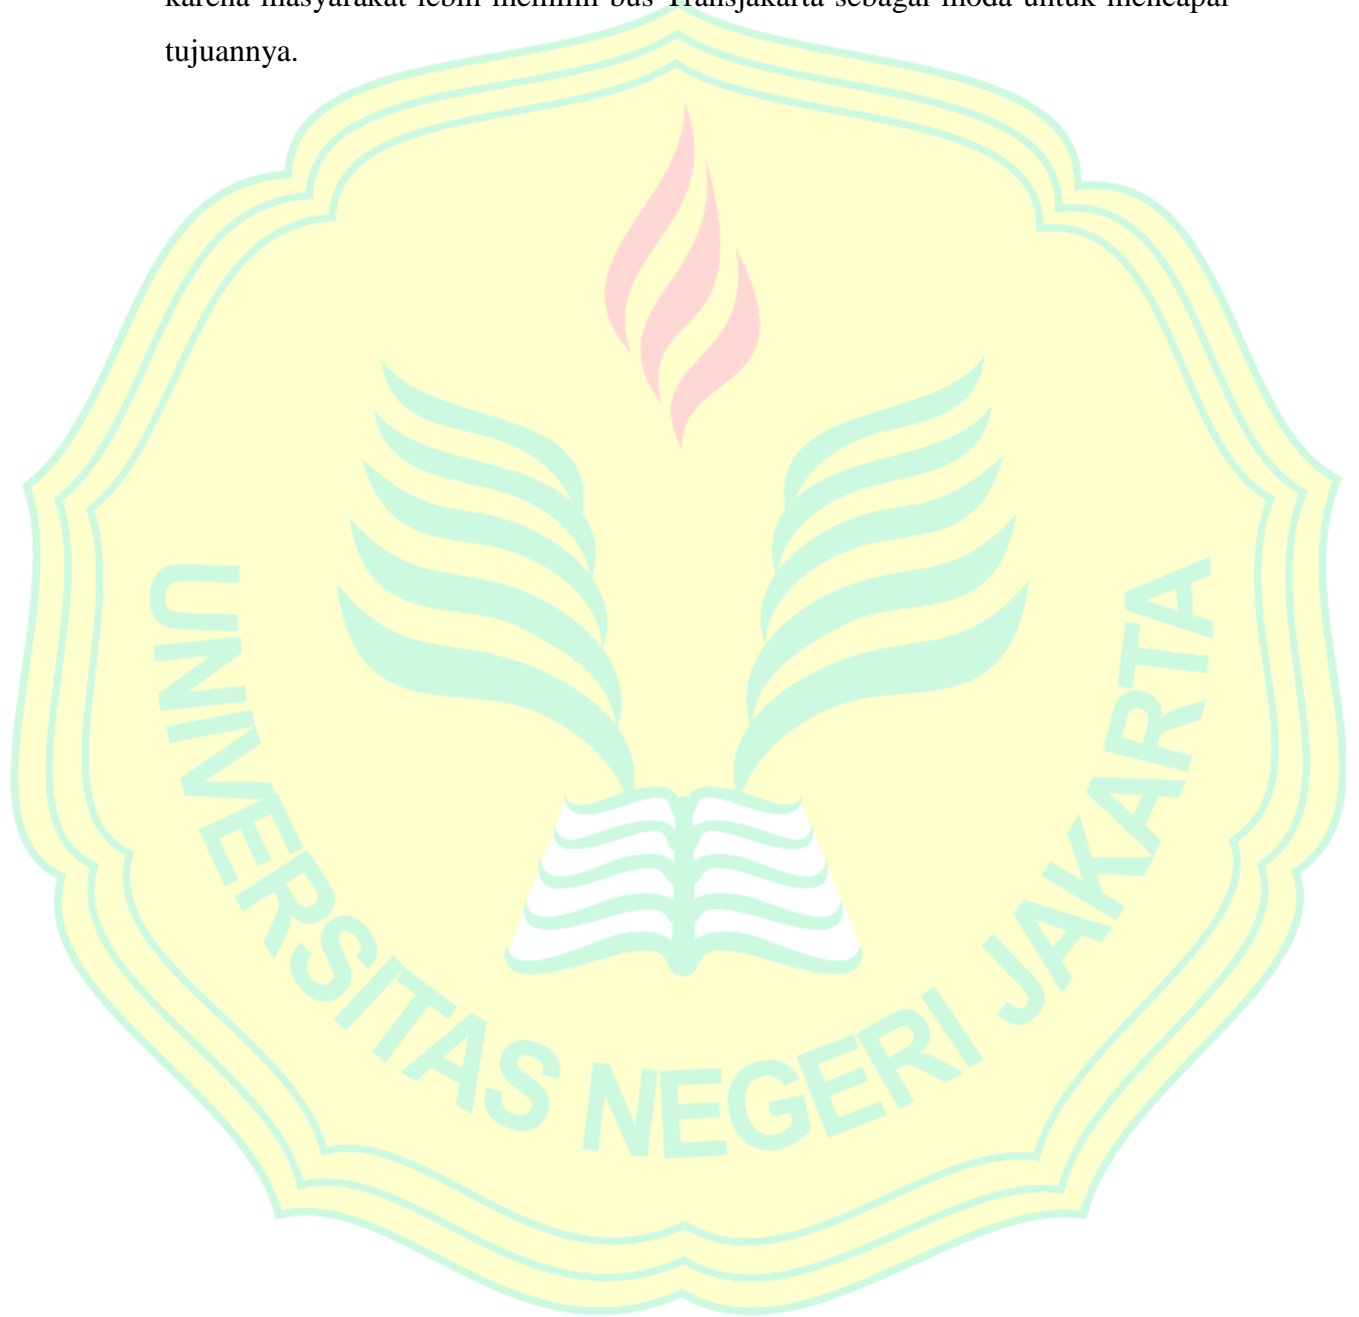 karena masyarakat lebih memilih bus Transjakarta sebagai moda untuk mencapai
tujuannya.
UNIVERSITAS NEGERI JAKARTA